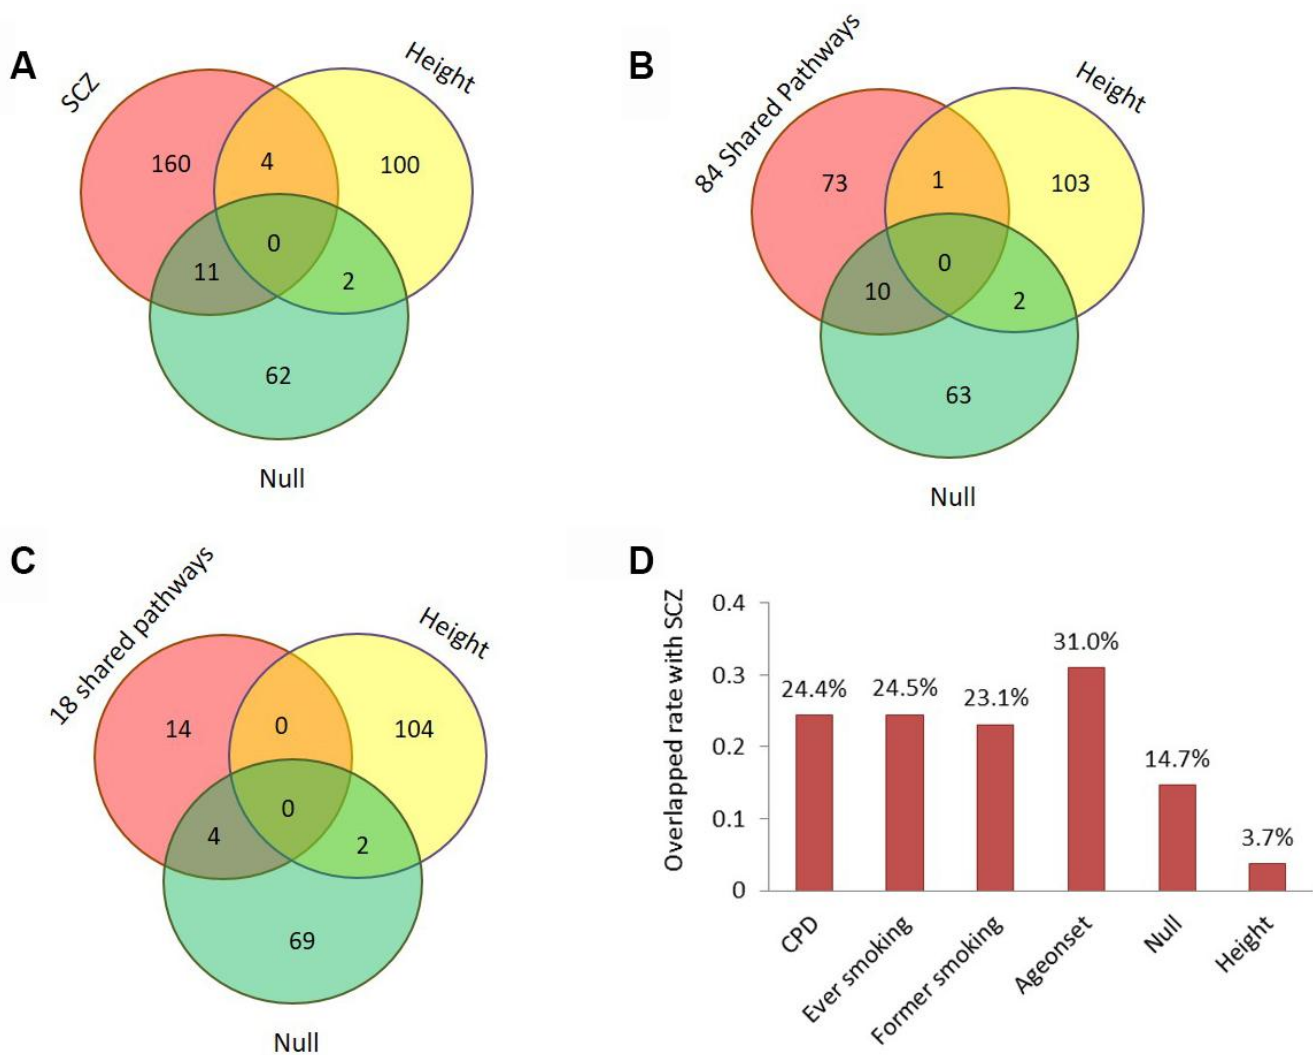 A
SCZ
Height
160
4
100
0
11
2
62
Null
B
84 Shared Pathways
Height
73
1
103
0
10
2
63
Null
C
18 shared pathways
Height
14
0
104
0
4
2
69
Null
D
Overlapped rate with SCZ
0.4
0.3
0.2
0.1
0
24.4%
24.5%
23.1%
31.0%
14.7%
3.7%
CPD
Ever smoking
Former smoking
Ageonset
Null
Height